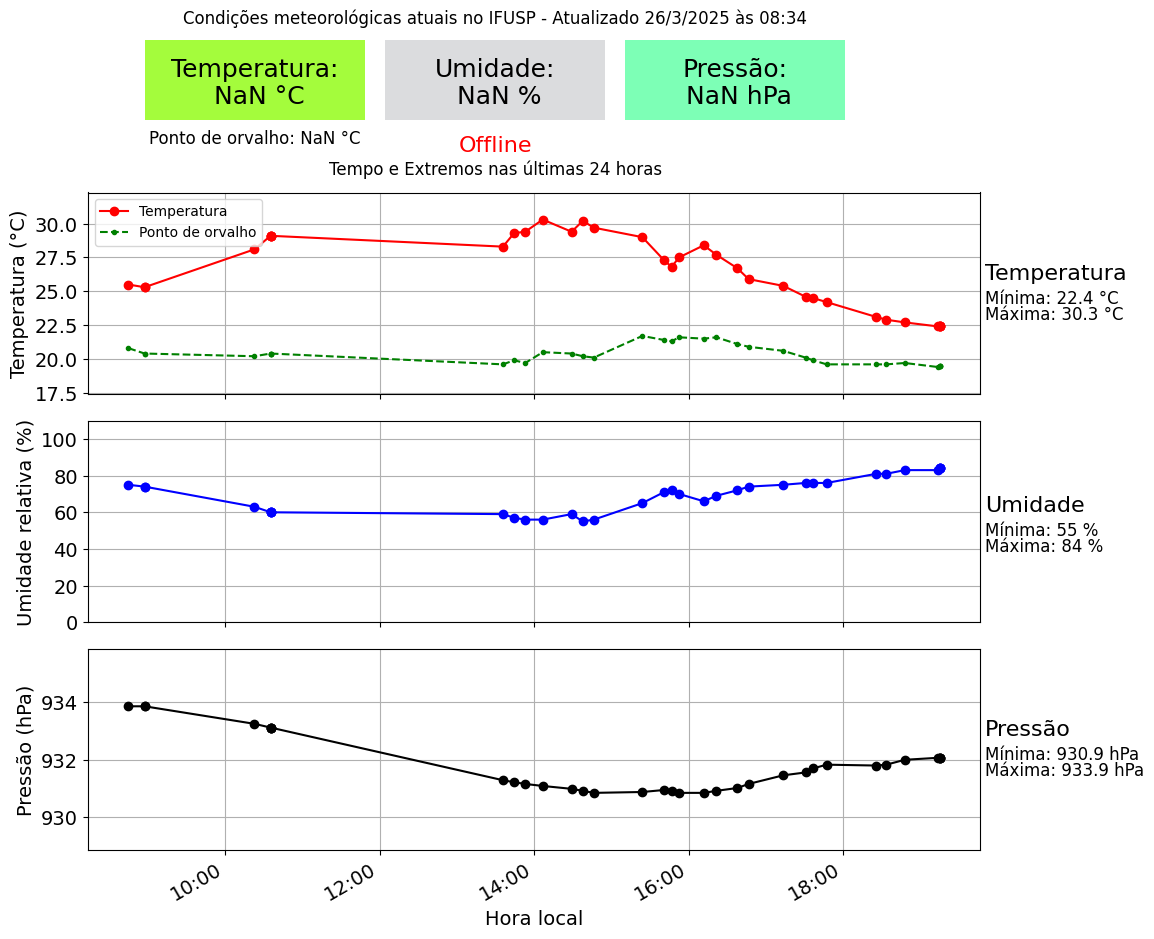 Condições meteorológicas atuais no IFUSP - Atualizado 26/3/2025 às 08:34
Temperatura:
NaN °C
Umidade:
NaN %
Pressão:
NaN hPa
Ponto de orvalho: NaN °C
Offline
Tempo e Extremos nas últimas 24 horas
Temperatura (°C)
30.0
27.5
25.0
22.5
20.0
17.5
Temperatura
Ponto de orvalho
Temperatura
Mínima: 22.4 °C
Máxima: 30.3 °C
Umidade relativa (%)
100
80
60
40
20
0
Umidade
Mínima: 55 %
Máxima: 84 %
Pressão (hPa)
934
932
930
Pressão
Mínima: 930.9 hPa
Máxima: 933.9 hPa
10:00
12:00
14:00
16:00
18:00
Hora local